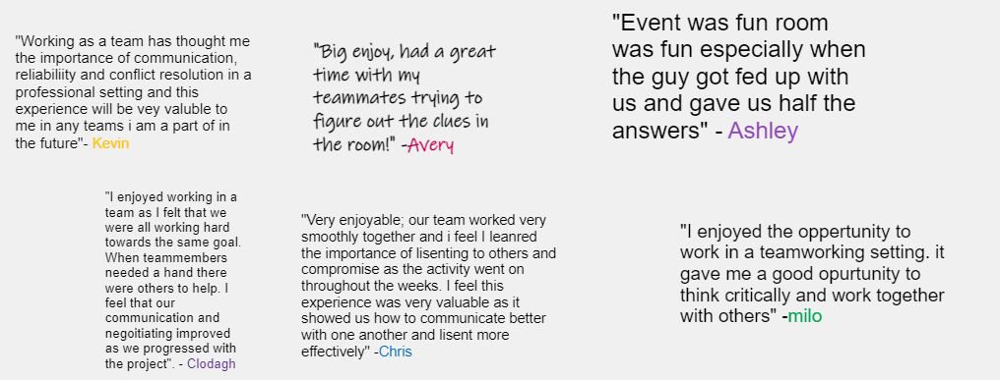 "Working as a team has thought me
the importance of communication,
reliabiliity and conflict resolution in a
professional setting and this
experience will be vey valuble to
me in any teams i am a part of in
the future"- Kevin
"Big enjoy, had a great
time with my
teammates trying to
figure out the clues in
the room!" -Avery
"Event was fun room
was fun especially when
the guy got fed up with
us and gave us half the
answers" - Ashley
"I enjoyed working in a
team as I felt that we
were all working hard
towards the same goal.
When teammembers
needed a hand there
were others to help. I
feel that our
communication and
negoitiating improved
as we progressed with
the project". - Clodagh
"Very enjoyable; our team worked very
smoothly together and i feel I leanred
the importance of lisenting to others and
compromise as the activity went on
throughout the weeks. I feel this
experience was very valuable as it
showed us how to communicate better
with one another and lisent more
effectively" -Chris
"I enjoyed the oppertunity to
work in a teamworking setting. it
gave me a good opurtunity to
think critically and work together
with others" -milo